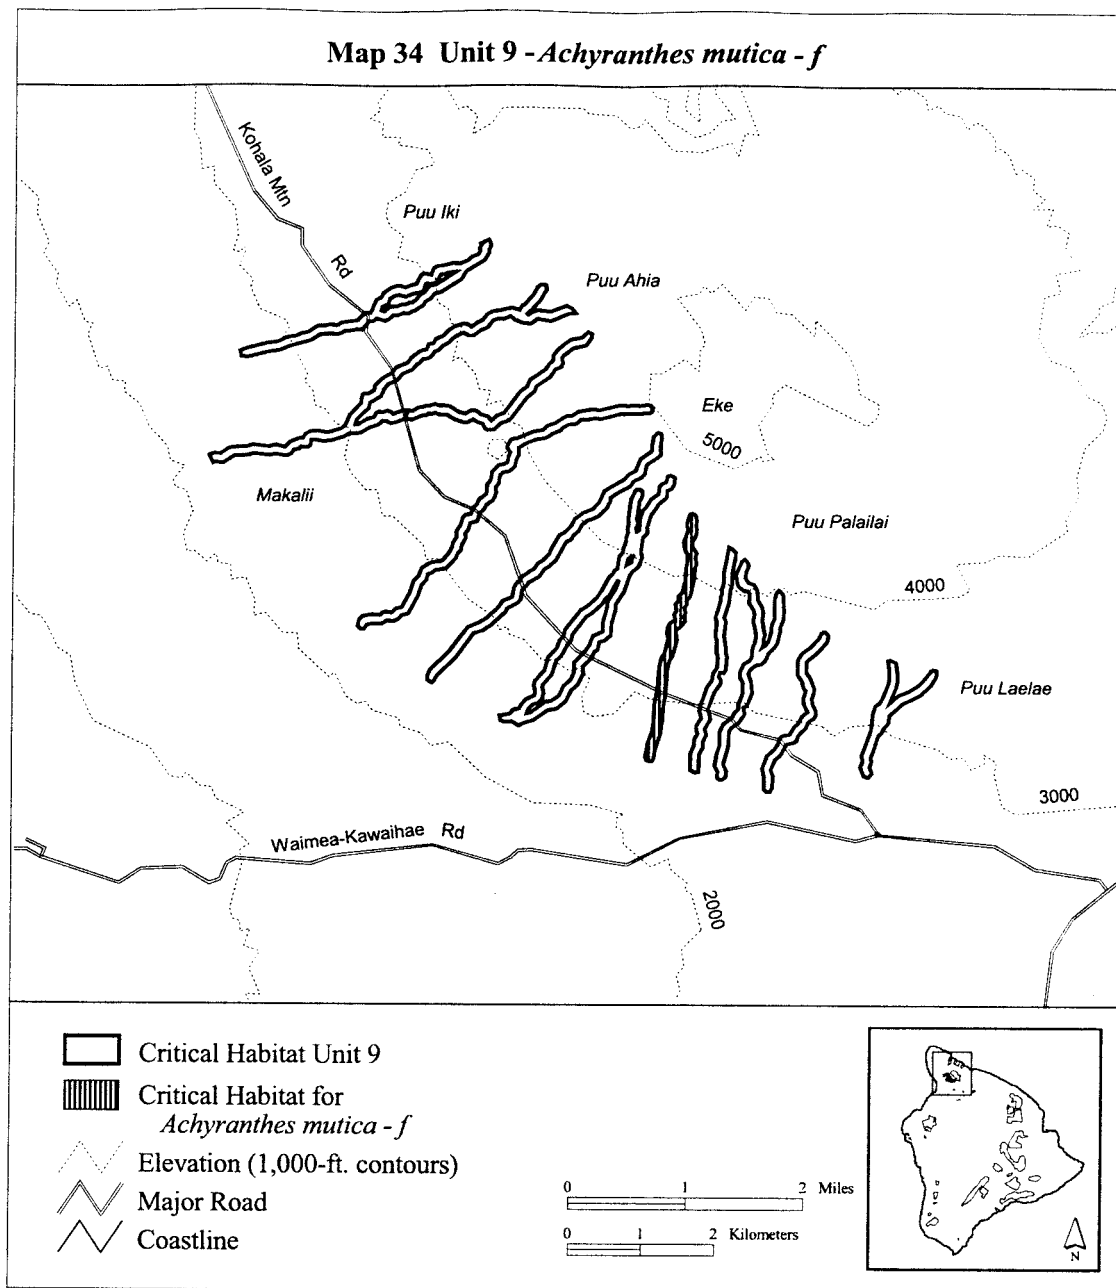 Map 34 Unit 9 - Achyranthes mutica - f
Kohala Mtn
Rd
Puu Iki
Puu Ahia
Eke
5000
Makalii
Puu Palailai
4000
Puu Laelae
3000
Waimea-Kawaihae Rd
2000
Critical Habitat Unit 9
Critical Habitat for
Achyranthes mutica - f
Elevation (1,000-ft. contours)
Major Road
Coastline
0 1 2 Miles
0 1 2 Kilometers
N